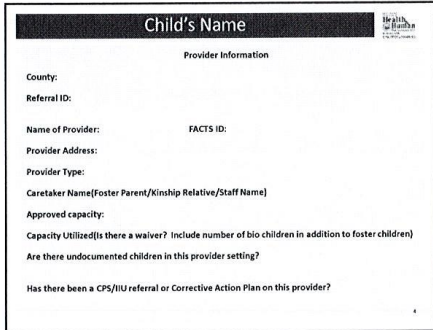 Child's Name
Health
Human
Provider Information
County:
Referral ID:
Name of Provider: FACTS ID:
Provider Address:
Provider Type:
Caretaker Name(Foster Parent/Kinship Relative/Staff Name)
Approved capacity:
Capacity Utilized(Is there a waiver? Include number of bio children in addition to foster children)
Are there undocumented children in this provider setting?
Has there been a CPS/IIU referral or Corrective Action Plan on this provider?
4